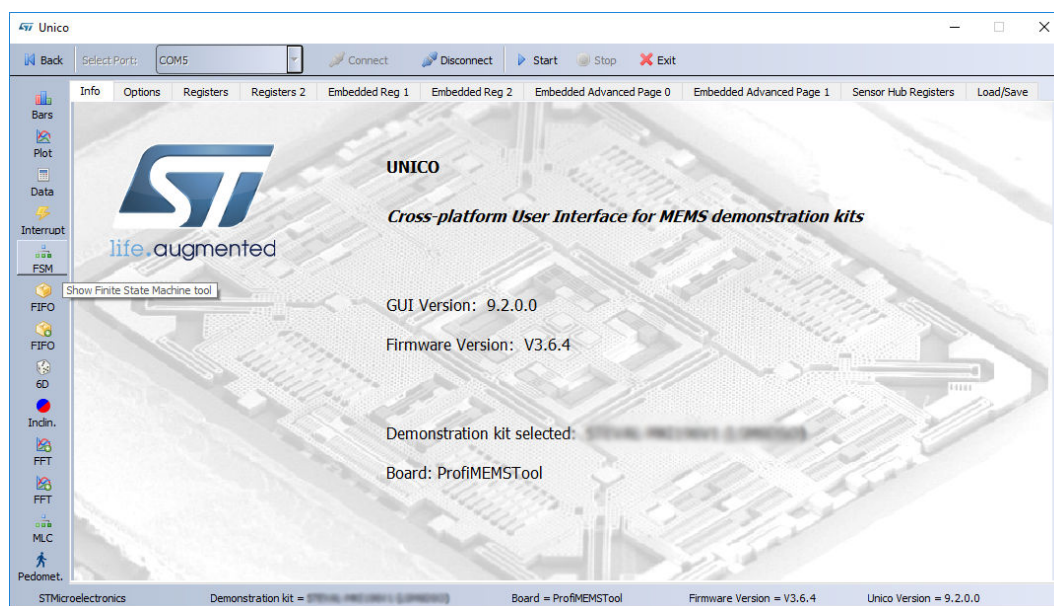 Unico
Back Select Port: COM5 Connect Disconnect Start Stop Exit
Info Options Registers Registers 2 Embedded Reg 1 Embedded Reg 2 Embedded Advanced Page 0 Embedded Advanced Page 1 Sensor Hub Registers Load/Save
Bars
Plot
Data
Interrupt
FSM
Show Finite State Machine tool
FIFO
FIFO
6D
Inclin.
FFT
FFT
MLC
Pedomet.
ST
life.augmented
UNICO
Cross-platform User Interface for MEMS demonstration kits
GUI Version: 9.2.0.0
Firmware Version: V3.6.4
Demonstration kit selected:
Board: ProfiMEMSTool
STMicroelectronics Demonstration kit = Board = ProfiMEMSTool Firmware Version = V3.6.4 Unico Version = 9.2.0.0